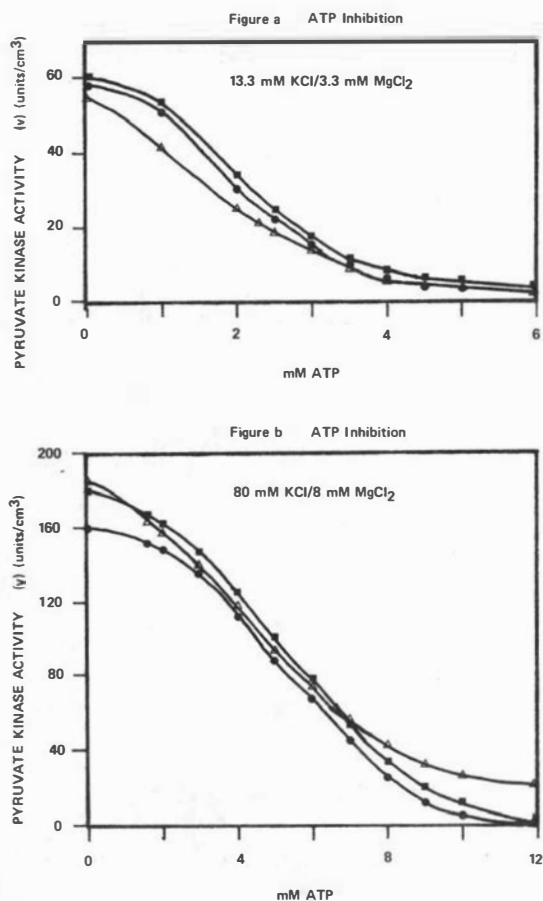 Figure a ATP Inhibition
13.3 mM KCl/3.3 mM MgCl2
PYRUVATE KINASE ACTIVITY (v) (units/cm3)
60
40
20
0
0 2 4 6
mM ATP
Figure b ATP Inhibition
80 mM KCl/8 mM MgCl2
PYRUVATE KINASE ACTIVITY (v) (units/cm3)
200
160
120
80
40
0
0 4 8 12
mM ATP